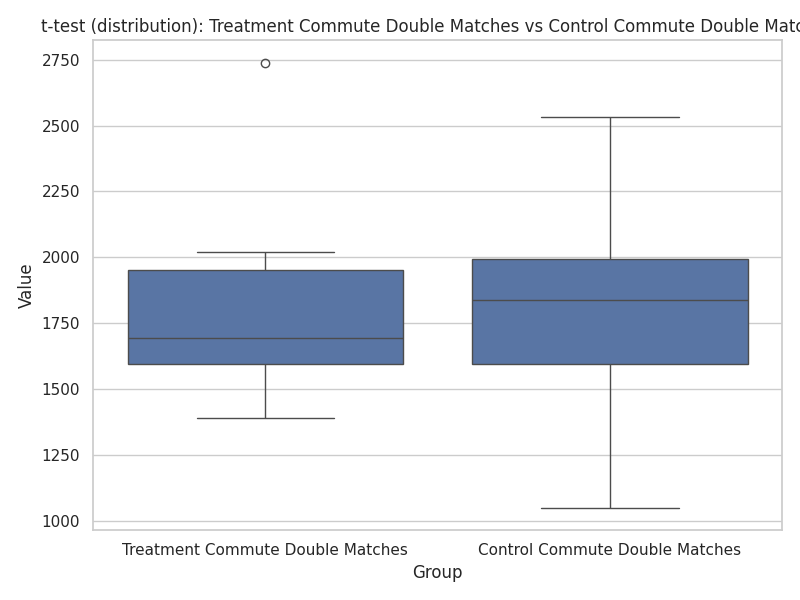 t-test (distribution): Treatment Commute Double Matches vs Control Commute Double
2750
2500
2250
2000
1750
1500
1250
1000
Value
Treatment Commute Double Matches
Control Commute Double Matches
Group